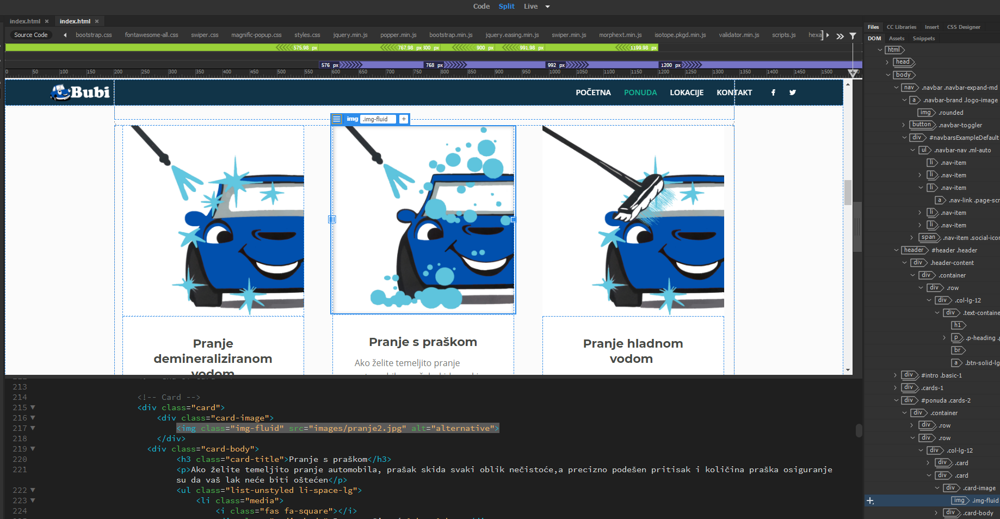 Code Split Live
index.html × index.html ×
Source Code bootstrap.css fontawesome-all.css swiper.css magnific-popup.css styles.css jquery.min.js popper.min.js bootstrap.min.js jquery.easing.min.js swiper.min.js morphext.min.js isotope.pkgd.min.js validator.min.js scripts.js hexa
575.98 px 767.98 px 900 px 991.98 px 1199.98 px
576 px 768 px 992 px 1200 px
0 50 100 150 200 250 300 350 400 450 500 550 600 650 700 750 800 850 900 950 1000 1050 1100 1150 1200 1250 1300 1350 1400 1450 1500
Bubi POČETNA PONUDA LOKACIJE KONTAKT
img .img-fluid +
Pranje
demineraliziranom
vodom
Pranje s praškom
Ako želite temeljito pranje
Pranje hladnom
vodom
213
214 <!-- Card -->
215 <div class="card">
216 <div class="card-image">
217 <img class="img-fluid" src="images/pranje2.jpg" alt="alternative">
218 </div>
219 <div class="card-body">
220 <h3 class="card-title">Pranje s praškom</h3>
221 <p>Ako želite temeljito pranje automobila, prašak skida svaki oblik nečistoće,a precizno podešen pritisak i količina praška osiguranje
su da vaš lak neće biti oštećen</p>
222 <ul class="list-unstyled li-space-lg">
223 <li class="media">
224 <i class="fas fa-square"></i>
Files CC Libraries Insert CSS Designer
DOM Assets Snippets
html
head
body
nav .navbar .navbar-expand-md
a .navbar-brand .logo-image
img .rounded
button .navbar-toggler
div #navbarsExampleDefault
ul .navbar-nav .ml-auto
li .nav-item
li .nav-item
li .nav-item
a .nav-link .page-scr
li .nav-item
li .nav-item
span .nav-item .social-icon
header #header .header
div .header-content
div .container
div .row
div .col-lg-12
div .text-containe
h1
p .p-heading
br
a .btn-solid-lg
div #intro .basic-1
div .cards-1
div #ponuda .cards-2
div .container
div .row
div .row
div .col-lg-12
div .card
div .card
div .card-image
img .img-fluid
div .card-body